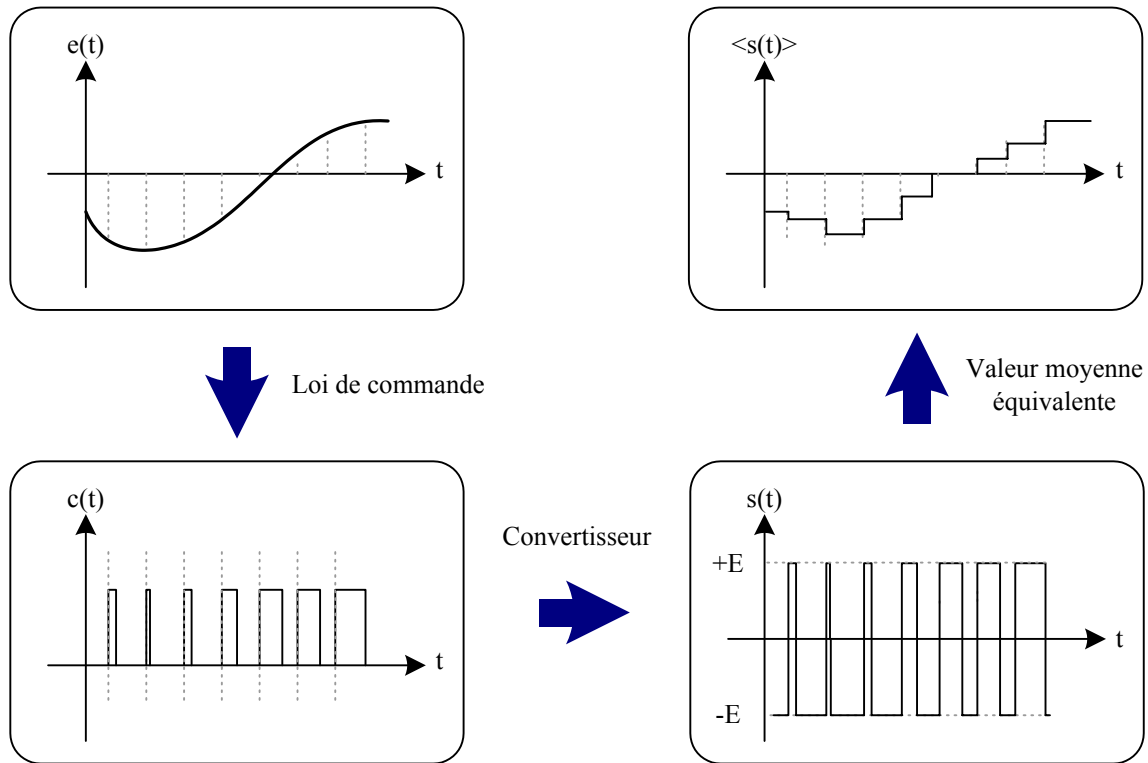 e(t)
t
<s(t)>
t
Loi de commande
Valeur moyenne
équivalente
c(t)
t
Convertisseur
s(t)
+E
t
-E